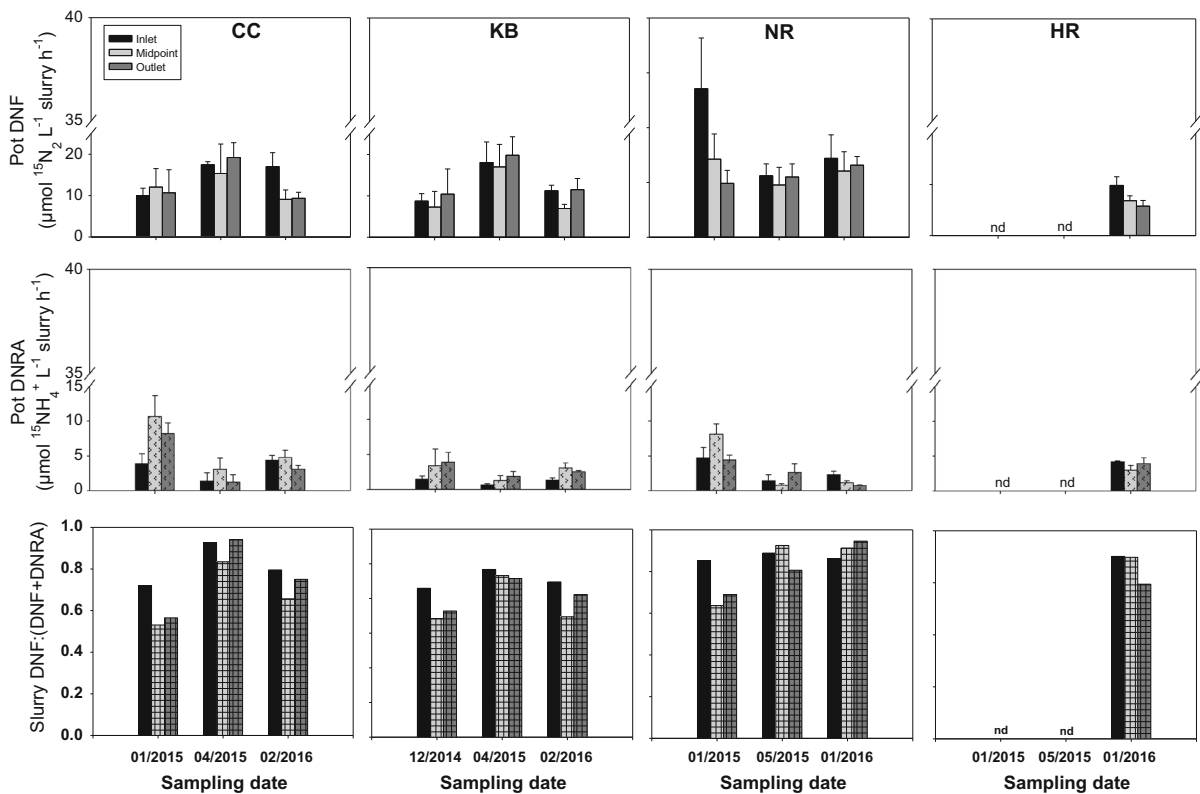 CC
KB
NR
HR
Inlet
Midpoint
Outlet
Pot DNF
(μmol ¹⁵N₂ L⁻¹ slurry h⁻¹)
40
35
20
10
0
nd
nd
Pot DNRA
(μmol ¹⁵NH₄⁺ L⁻¹ slurry h⁻¹)
40
35
15
10
5
0
nd
nd
Slurry DNF:(DNF+DNRA)
1.0
0.8
0.6
0.4
0.2
0.0
nd
nd
01/2015 04/2015 02/2016
12/2014 04/2015 02/2016
01/2015 05/2015 01/2016
01/2015 05/2015 01/2016
Sampling date
Sampling date
Sampling date
Sampling date